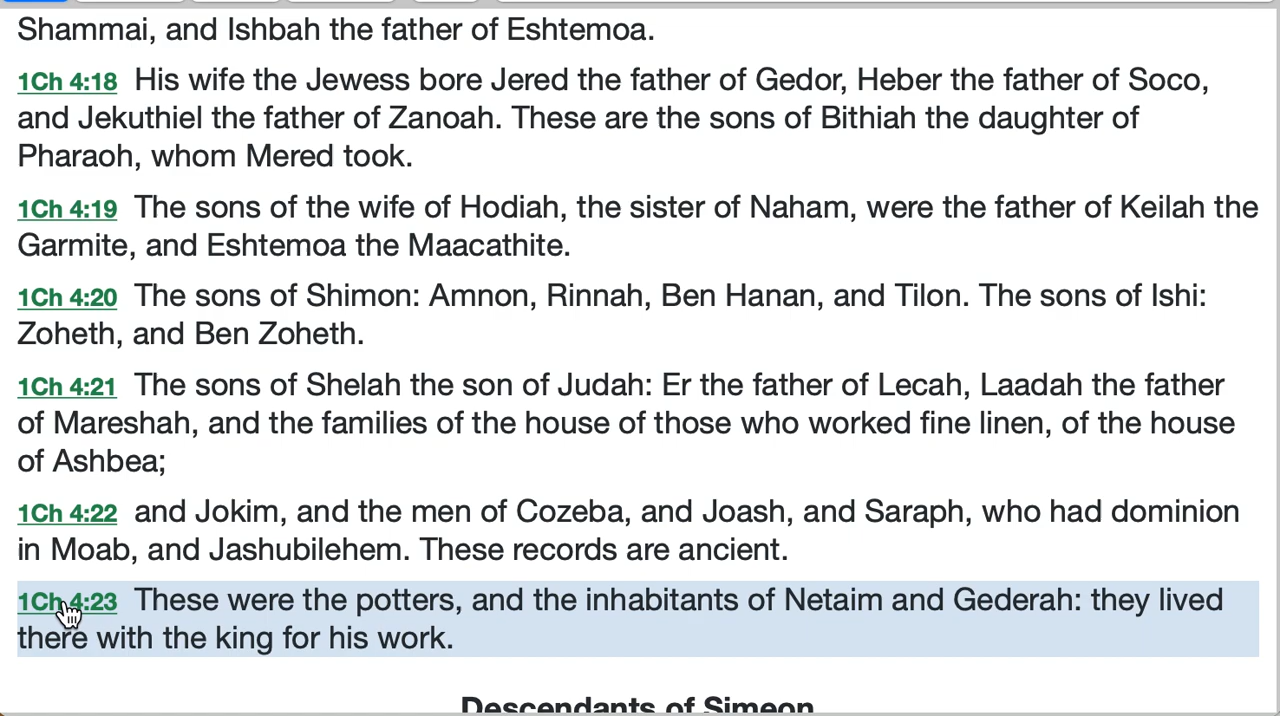 Shammai, and Ishbah the father of Eshtemoa.
1Ch 4:18 His wife the Jewess bore Jered the father of Gedor, Heber the father of Soco,
and Jekuthiel the father of Zanoah. These are the sons of Bithiah the daughter of
Pharaoh, whom Mered took.
1Ch 4:19 The sons of the wife of Hodiah, the sister of Naham, were the father of Keilah the
Garmite, and Eshtemoa the Maacathite.
1Ch 4:20 The sons of Shimon: Amnon, Rinnah, Ben Hanan, and Tilon. The sons of Ishi:
Zoheth, and Ben Zoheth.
1Ch 4:21 The sons of Shelah the son of Judah: Er the father of Lecah, Laadah the father
of Mareshah, and the families of the house of those who worked fine linen, of the house
of Ashbea;
1Ch 4:22 and Jokim, and the men of Cozeba, and Joash, and Saraph, who had dominion
in Moab, and Jashubilehem. These records are ancient.
1Ch 4:23 These were the potters, and the inhabitants of Netaim and Gederah: they lived
there with the king for his work.
Descendants of Simeon